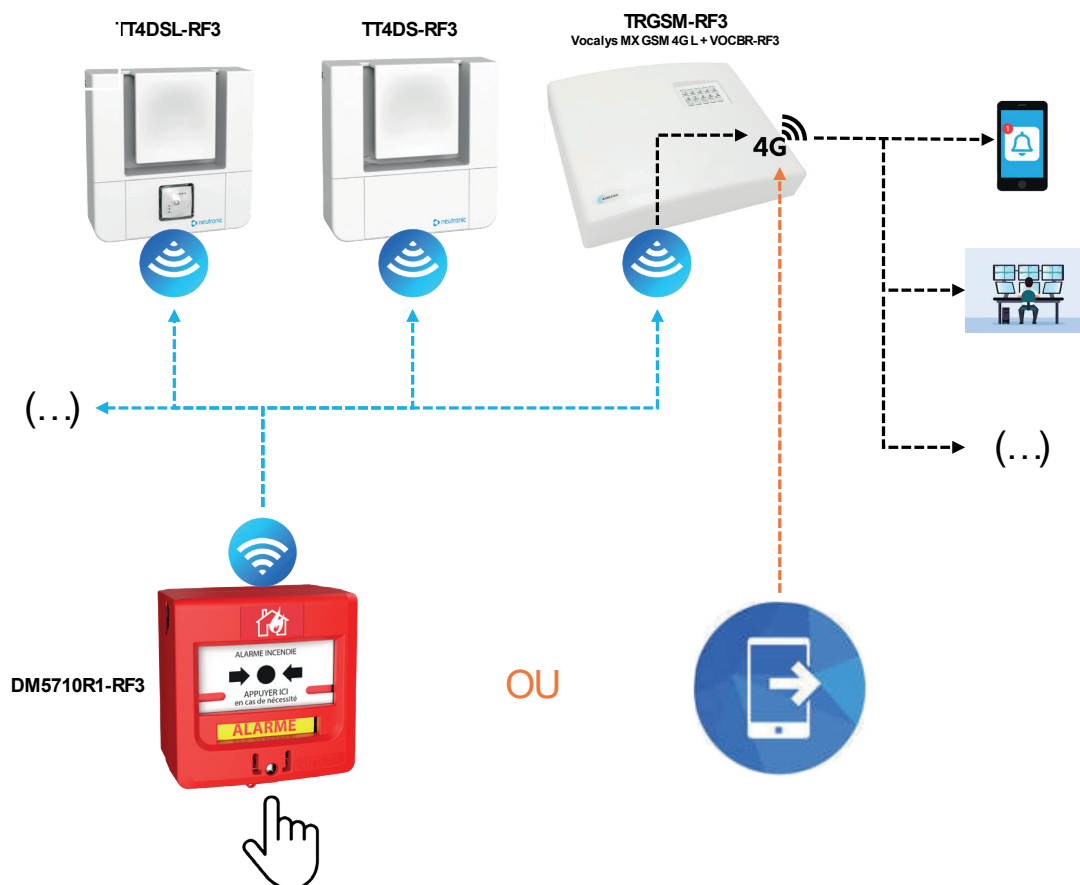 TT4DSL-RF3
TT4DS-RF3
TRGSM-RF3
Vocalys MX GSM 4G L + VOCBR-RF3
4G
1
neutronic
neutronic
(...)
(...)
DM5710R1-RF3
ALARME INCENDIE
APPUYER ICI
en cas de nécessité
ALARME
OU